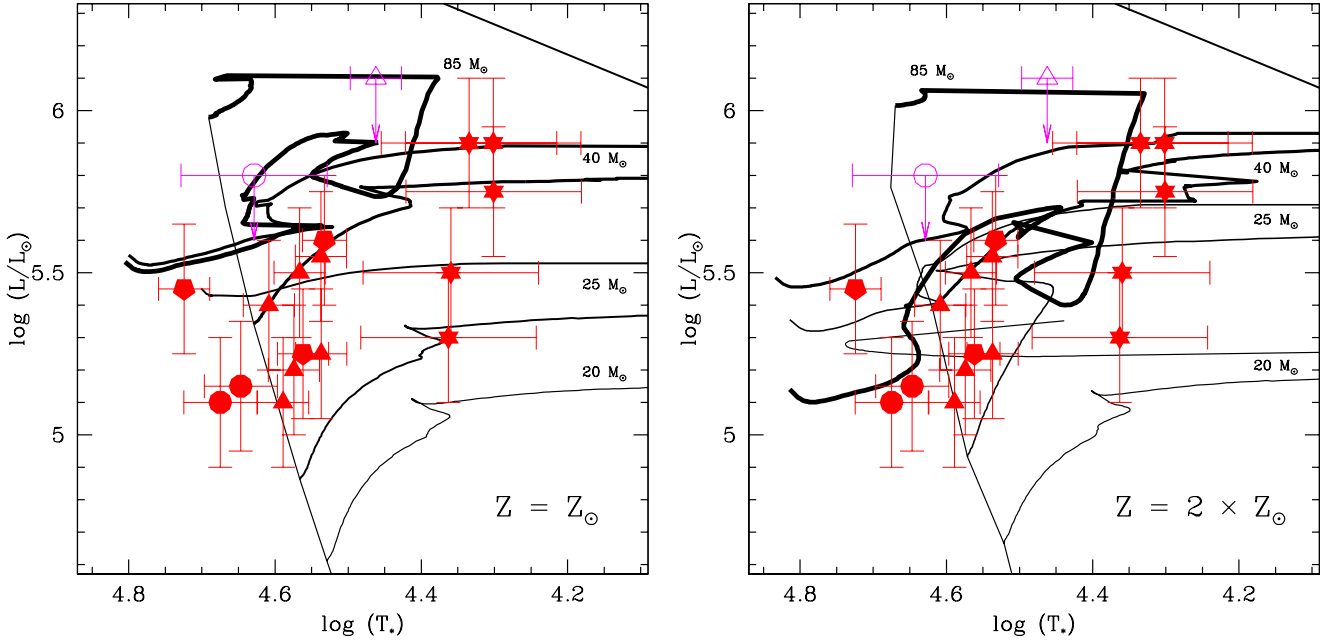 85 M☉
40 M☉
25 M☉
20 M☉
Z = Z☉
6
5.5
5
log (L/L☉)
4.8
4.6
4.4
4.2
log (T*)
85 M☉
40 M☉
25 M☉
20 M☉
Z = 2 × Z☉
6
5.5
5
log (L/L☉)
4.8
4.6
4.4
4.2
log (T*)